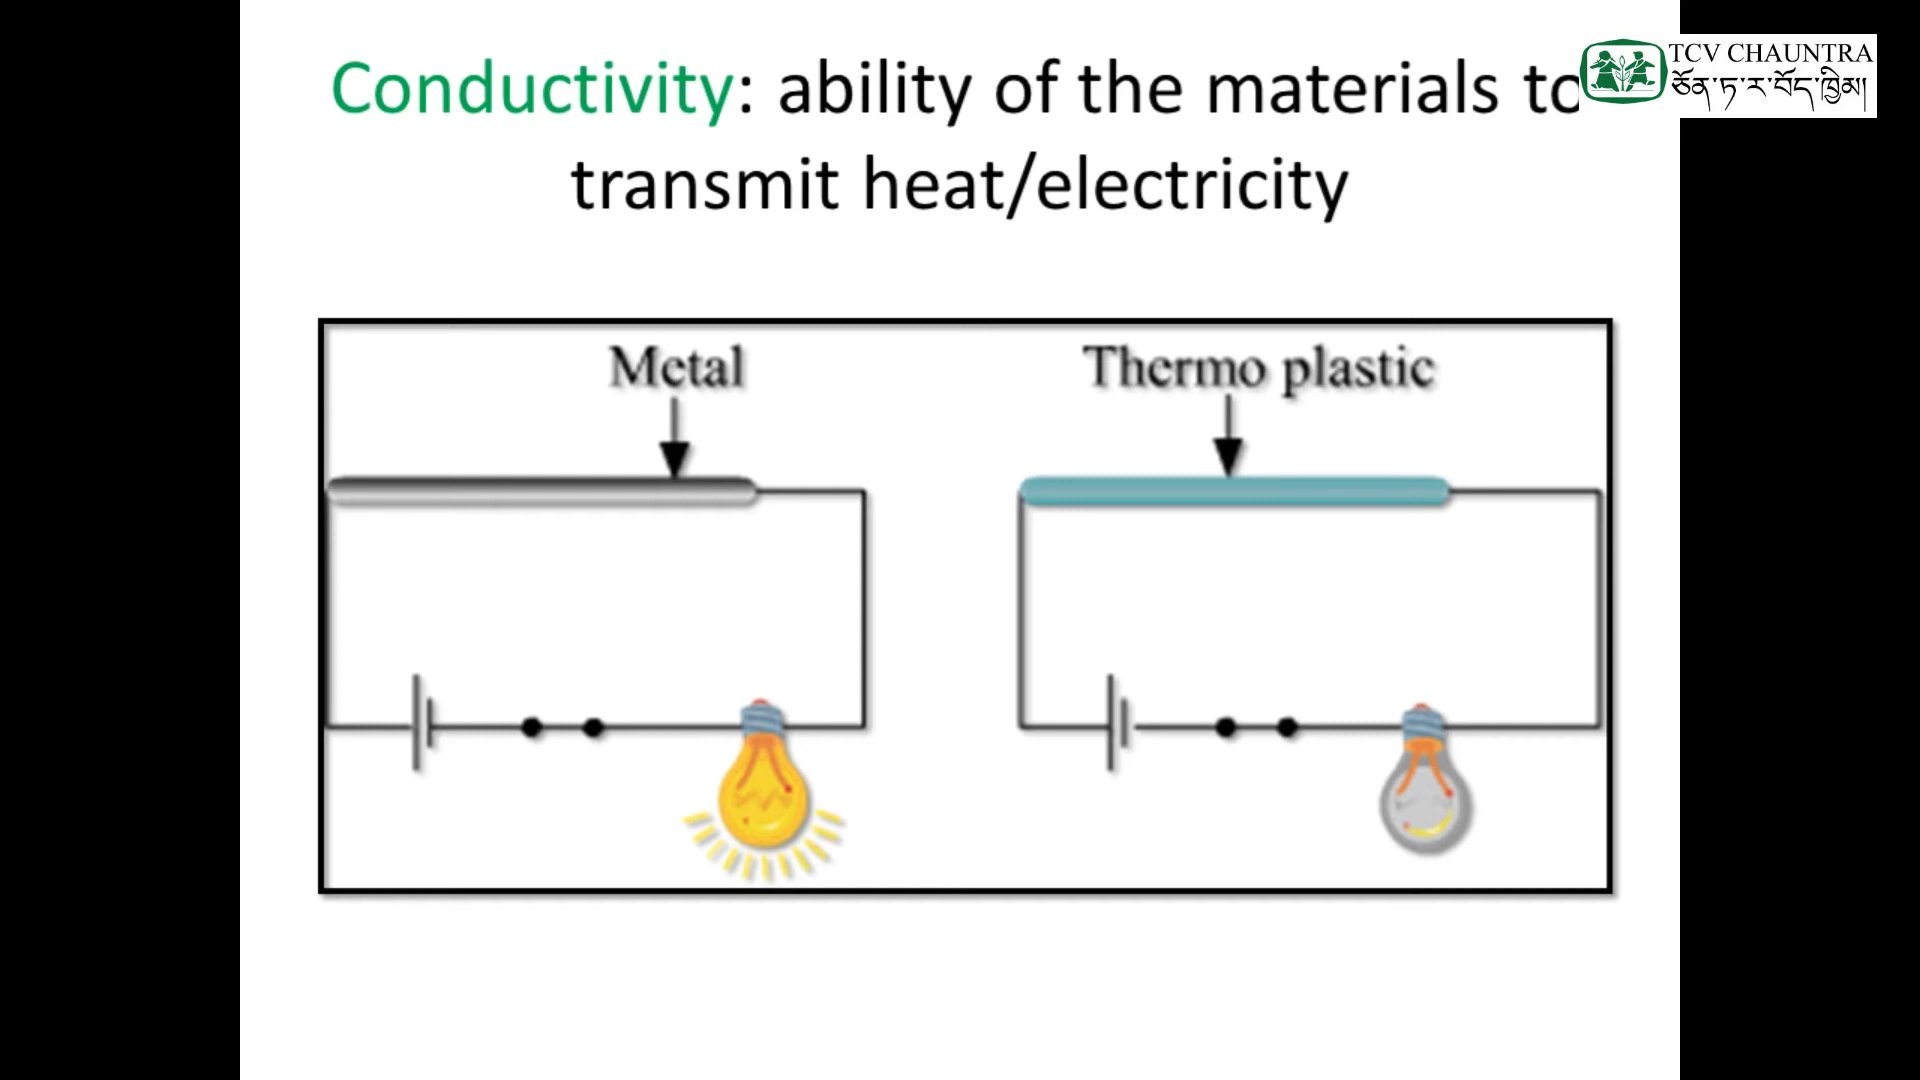 Conductivity: ability of the materials to
transmit heat/electricity
TCV CHAUNTRA
ཅོན་ཏ་ར་བོད་ཁྱིམ།
Metal
Thermo plastic